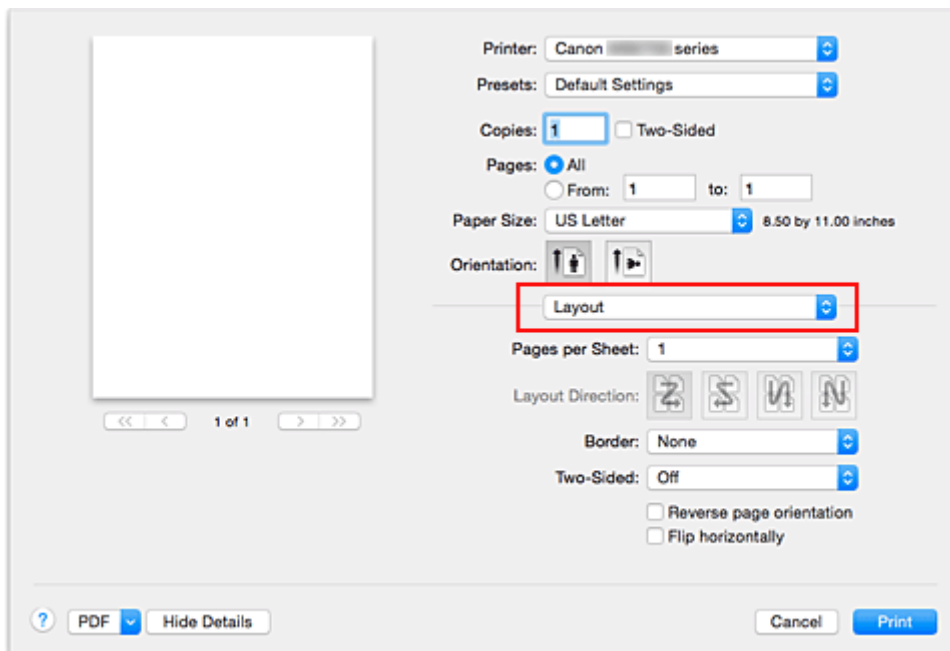 Printer: Canon series
Presets: Default Settings
Copies: 1 Two-Sided
Pages: All
From: 1 to: 1
Paper Size: US Letter 8.50 by 11.00 inches
Orientation:
Layout
Pages per Sheet: 1
Layout Direction:
1 of 1
Border: None
Two-Sided: Off
Reverse page orientation
Flip horizontally
? PDF Hide Details Cancel Print